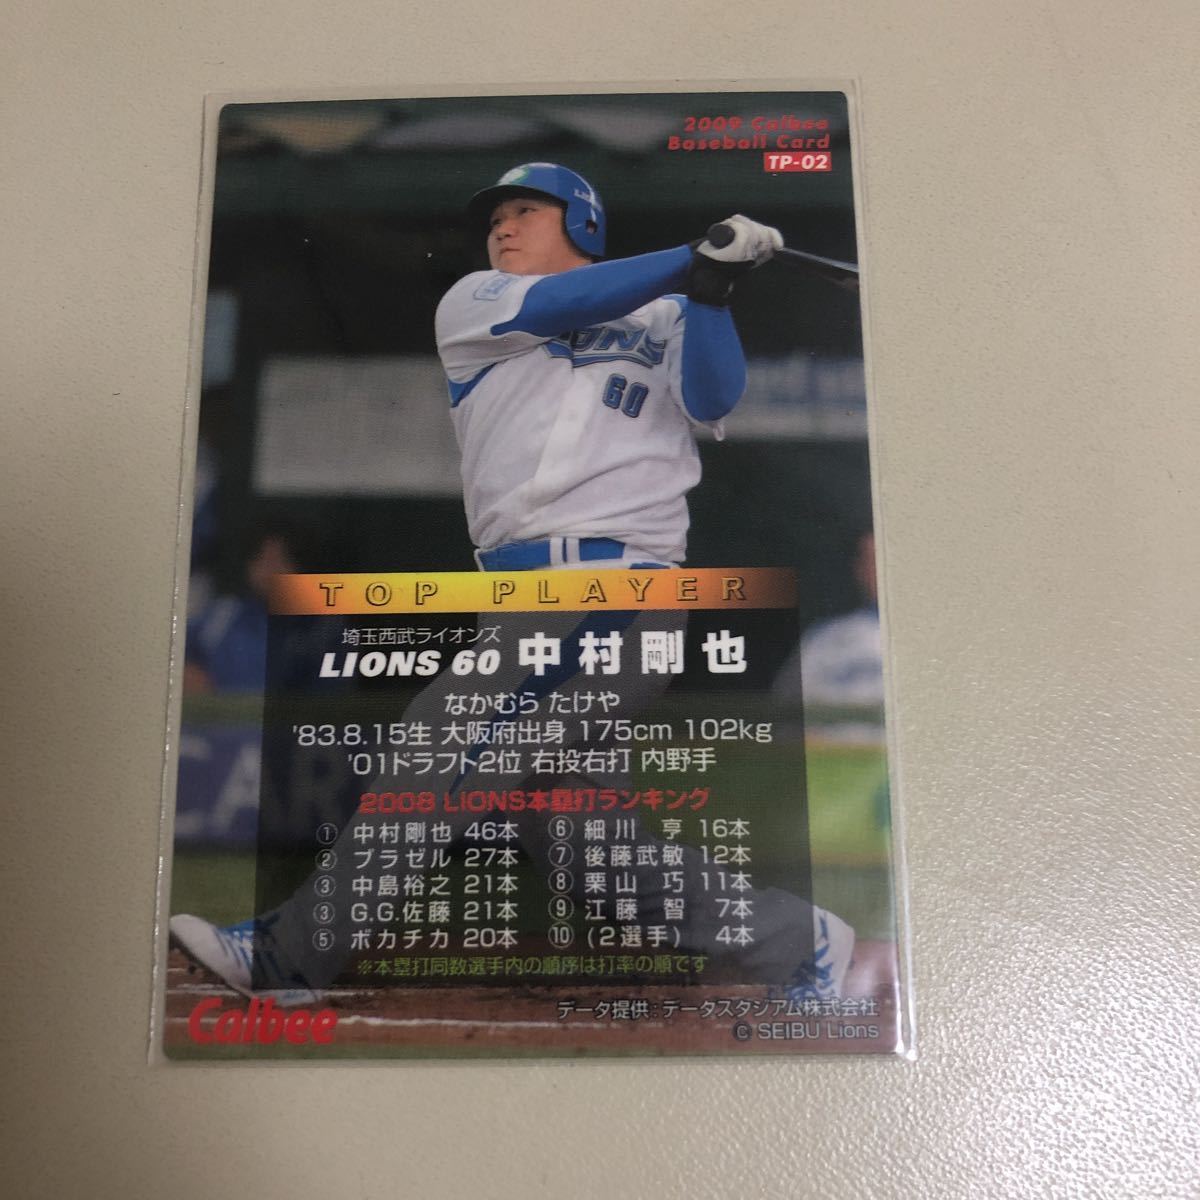 2009 Calbee
Baseball Card
TP-02
LIONS
LIONS
60
TOP PLAYER
埼玉西武ライオンズ
LIONS 60 中村剛也
なかむら たけや
'83.8.15生 大阪府出身 175cm 102kg
'01ドラフト2位 右投右打 内野手
2008 LIONS本塁打ランキング
① 中村剛也 46本
② ブラゼル 27本
③ 中島裕之 21本
③ G.G.佐藤 21本
⑤ ボカチカ 20本
⑥ 細川 亨 16本
⑦ 後藤武敏 12本
⑧ 栗山 巧 11本
⑨ 江藤 智 7本
⑩ (2選手) 4本
※本塁打同数選手内の順序は打率の順です
Calbee
データ提供：データスタジアム株式会社
© SEIBU Lions